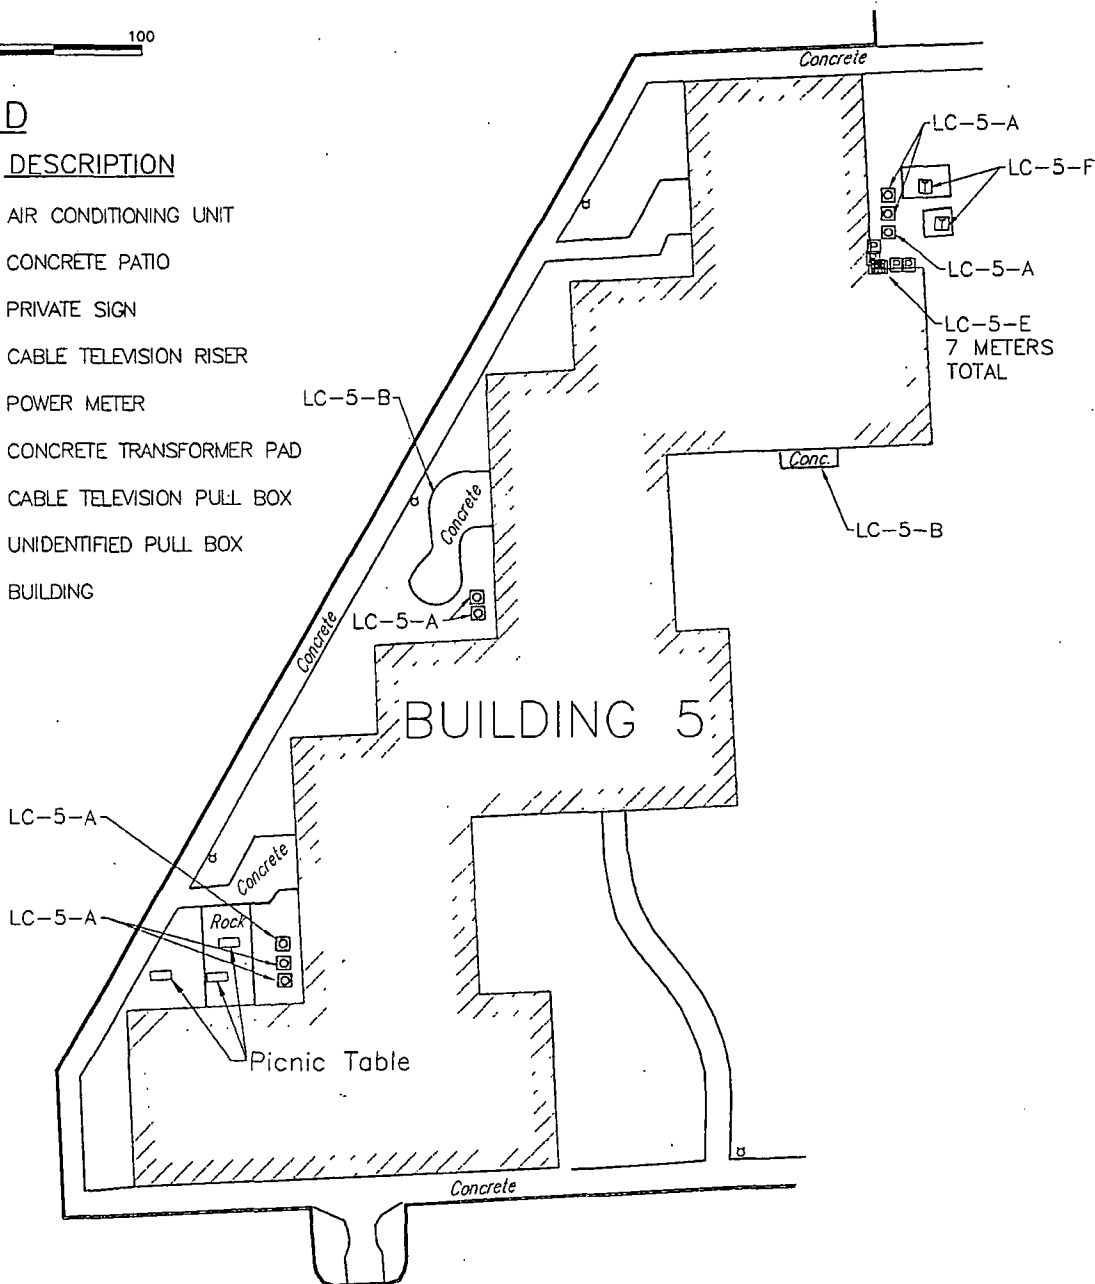 100
D
DESCRIPTION
AIR CONDITIONING UNIT
CONCRETE PATIO
PRIVATE SIGN
CABLE TELEVISION RISER
POWER METER
CONCRETE TRANSFORMER PAD
CABLE TELEVISION PULL BOX
UNIDENTIFIED PULL BOX
BUILDING
Concrete
LC-5-A
LC-5-F
LC-5-A
LC-5-E
7 METERS
TOTAL
LC-5-B
Concrete
Conc.
LC-5-B
LC-5-A
Concrete
BUILDING 5
LC-5-A
Concrete
LC-5-A
Rock
Picnic Table
Concrete